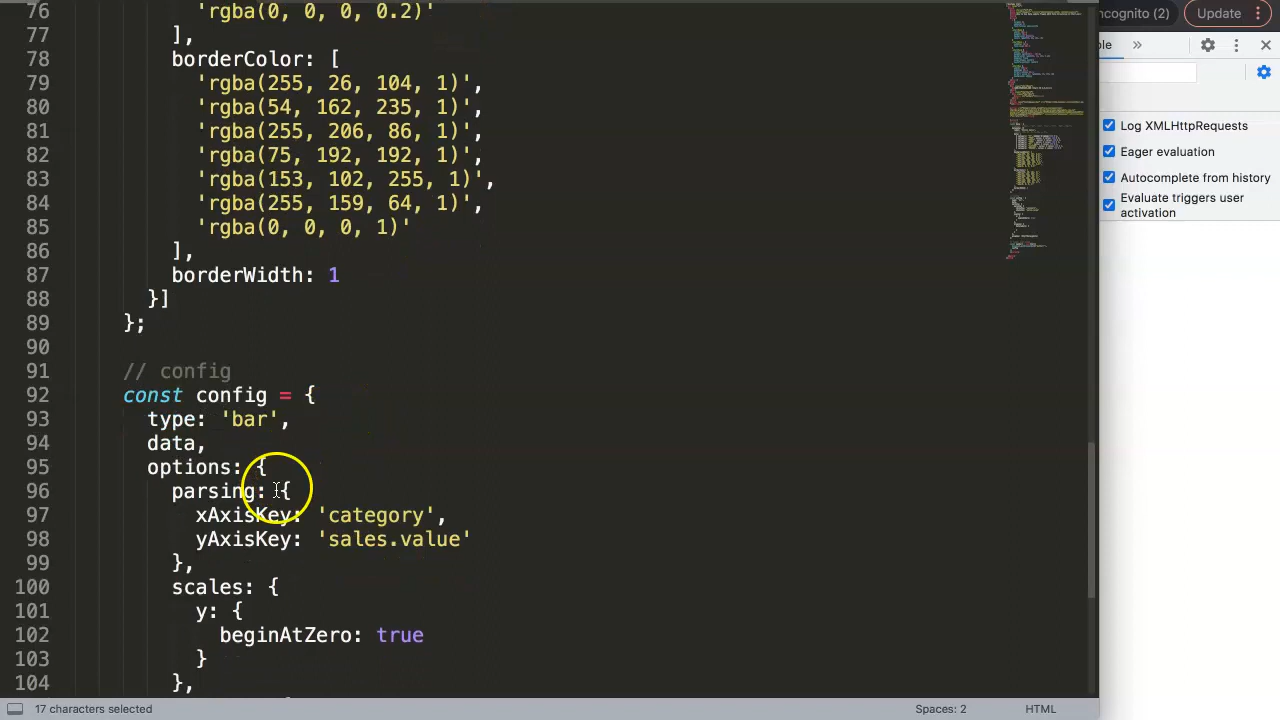 76 'rgba(0, 0, 0, 0.2)'
77 ],
78 borderColor: [
79 'rgba(255, 26, 104, 1)',
80 'rgba(54, 162, 235, 1)',
81 'rgba(255, 206, 86, 1)',
82 'rgba(75, 192, 192, 1)',
83 'rgba(153, 102, 255, 1)',
84 'rgba(255, 159, 64, 1)',
85 'rgba(0, 0, 0, 1)'
86 ],
87 borderWidth: 1
88 }]
89 };
90
91 // config
92 const config = {
93 type: 'bar',
94 data,
95 options: {
96 parsing: {
97 xAxisKey: 'category',
98 yAxisKey: 'sales.value'
99 },
100 scales: {
101 y: {
102 beginAtZero: true
103 }
104 },
17 characters selected
Spaces: 2
HTML
ncognito (2)
Update
ole
Log XMLHttpRequests
Eager evaluation
Autocomplete from history
Evaluate triggers user
activation